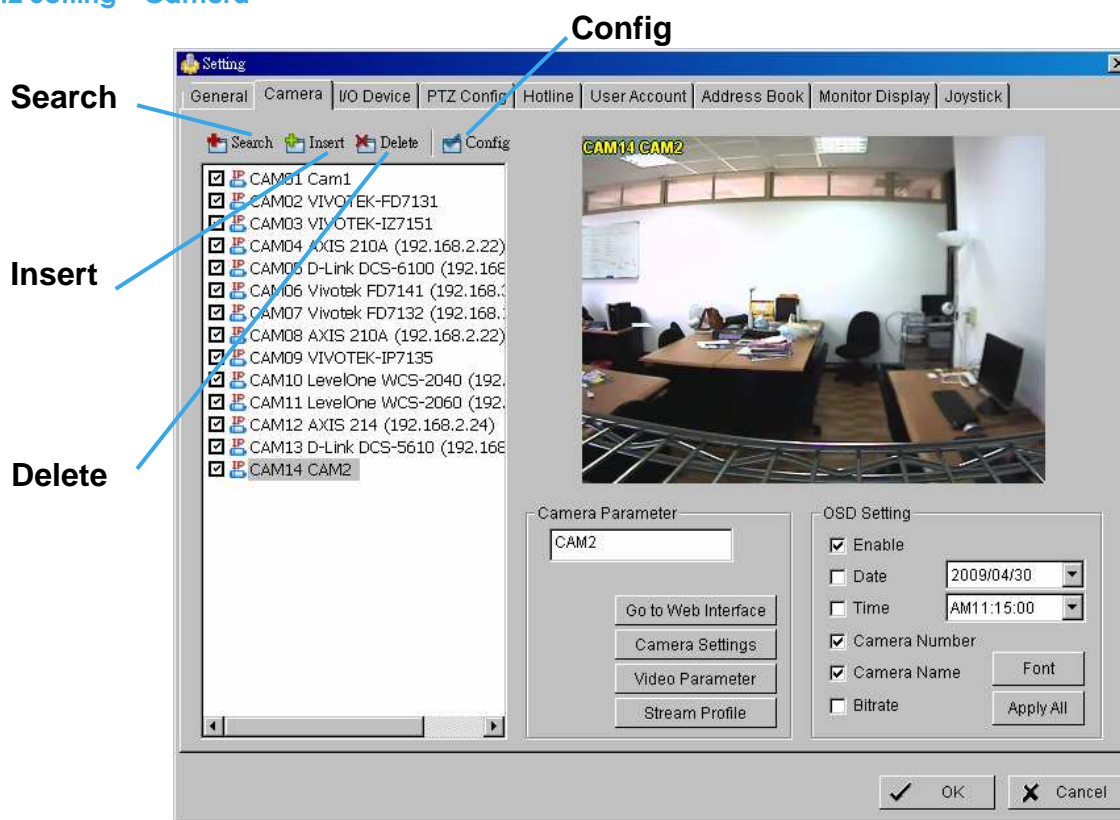 Config
Search
Insert
Delete
Setting
General Camera I/O Device PTZ Config Hotline User Account Address Book Monitor Display Joystick
Search Insert Delete Config
CAM01 Cam1
CAM02 VIVOTEK-FD7131
CAM03 VIVOTEK-IZ7151
CAM04 AXIS 210A (192.168.2.22)
CAM05 D-Link DCS-6100 (192.168
CAM06 Vivotek FD7141 (192.168.
CAM07 Vivotek FD7132 (192.168.
CAM08 AXIS 210A (192.168.2.22)
CAM09 VIVOTEK-IP7135
CAM10 LevelOne WCS-2040 (192.
CAM11 LevelOne WCS-2060 (192.
CAM12 AXIS 214 (192.168.2.24)
CAM13 D-Link DCS-5610 (192.168
CAM14 CAM2
CAM14 CAM2
Camera Parameter
CAM2
Go to Web Interface
Camera Settings
Video Parameter
Stream Profile
OSD Setting
Enable
Date 2009/04/30
Time AM11:15:00
Camera Number
Camera Name
Bitrate
Font
Apply All
OK Cancel